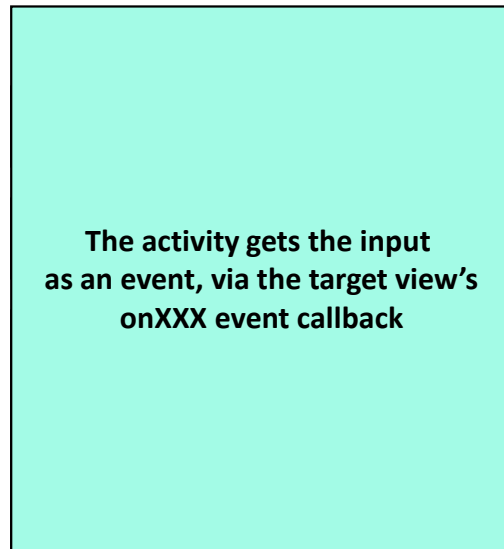 The activity gets the input
as an event, via the target view’s
onXXX event callback